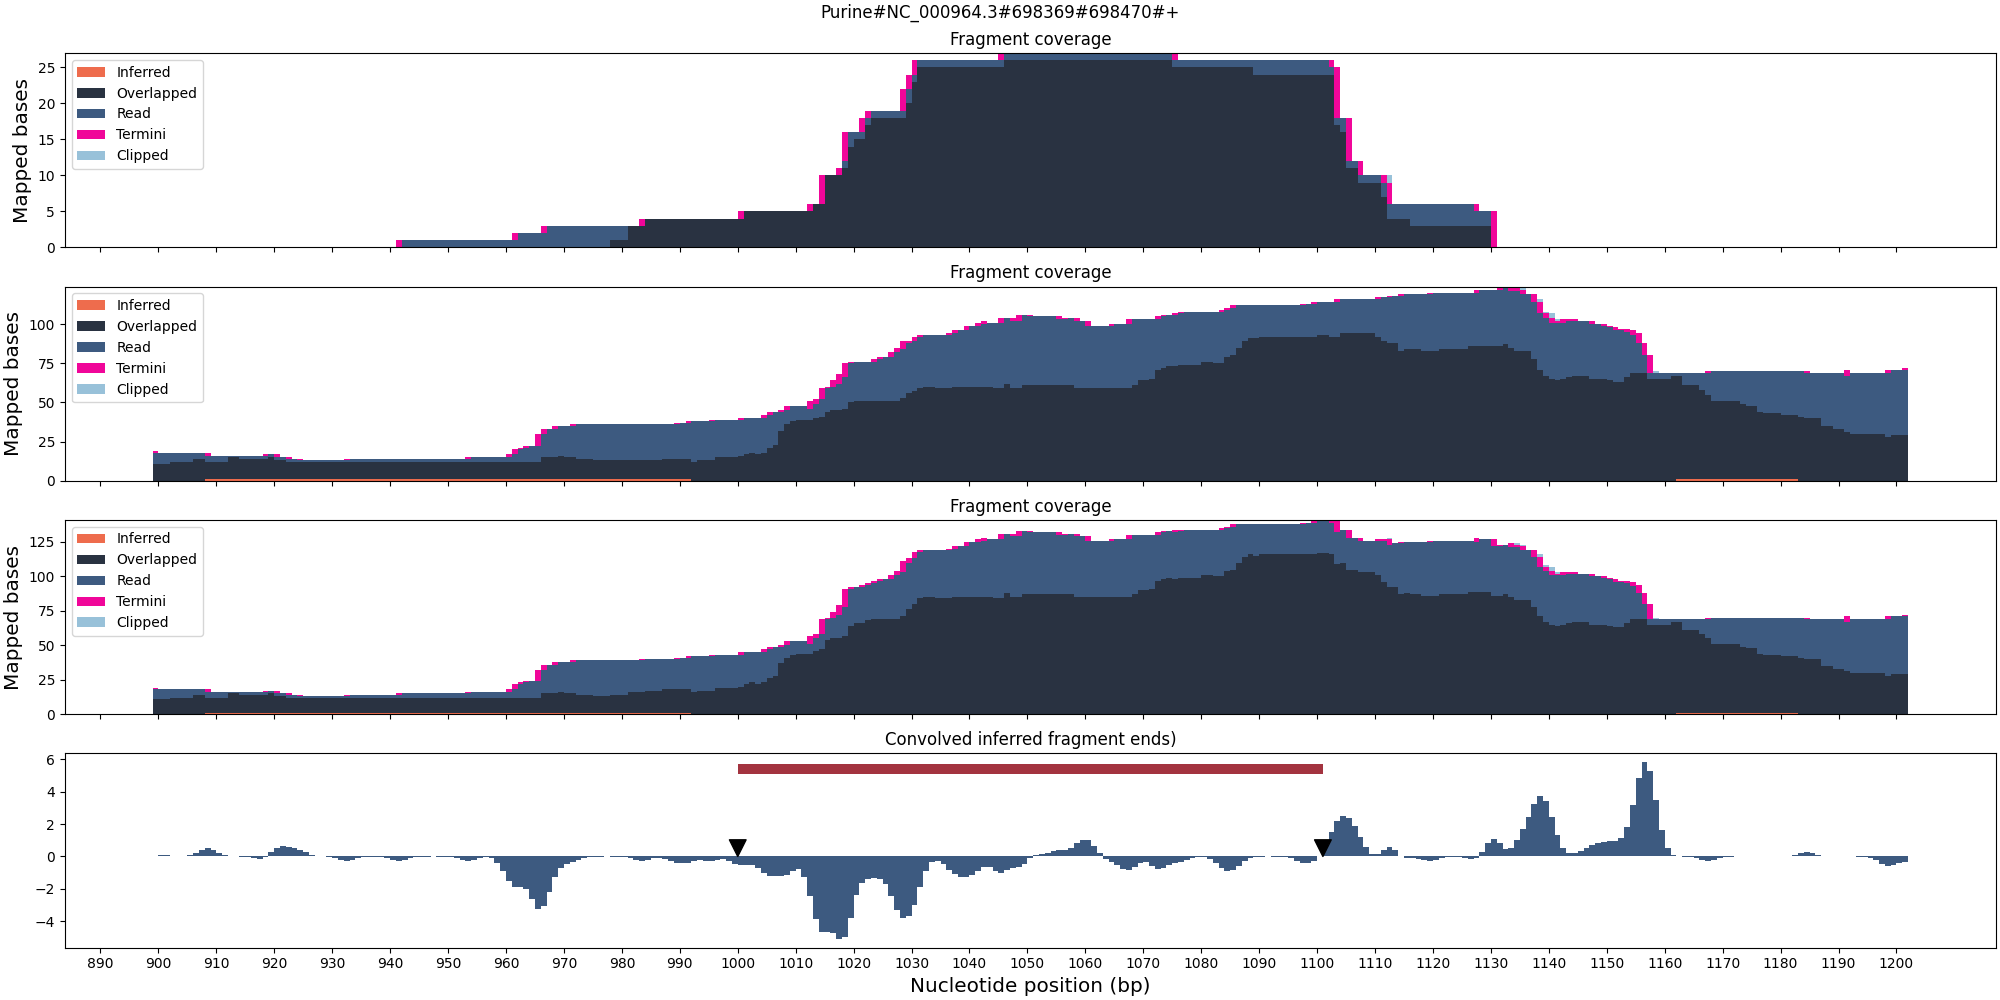 Purine#NC_000964.3#698369#698470#+
Fragment coverage
Mapped bases
25
20
15
10
5
0
Inferred
Overlapped
Read
Termini
Clipped
Fragment coverage
Mapped bases
100
75
50
25
0
Inferred
Overlapped
Read
Termini
Clipped
Fragment coverage
Mapped bases
125
100
75
50
25
0
Inferred
Overlapped
Read
Termini
Clipped
Convolved inferred fragment ends)
6
4
2
0
−2
−4
890 900 910 920 930 940 950 960 970 980 990 1000 1010 1020 1030 1040 1050 1060 1070 1080 1090 1100 1110 1120 1130 1140 1150 1160 1170 1180 1190 1200
Nucleotide position (bp)